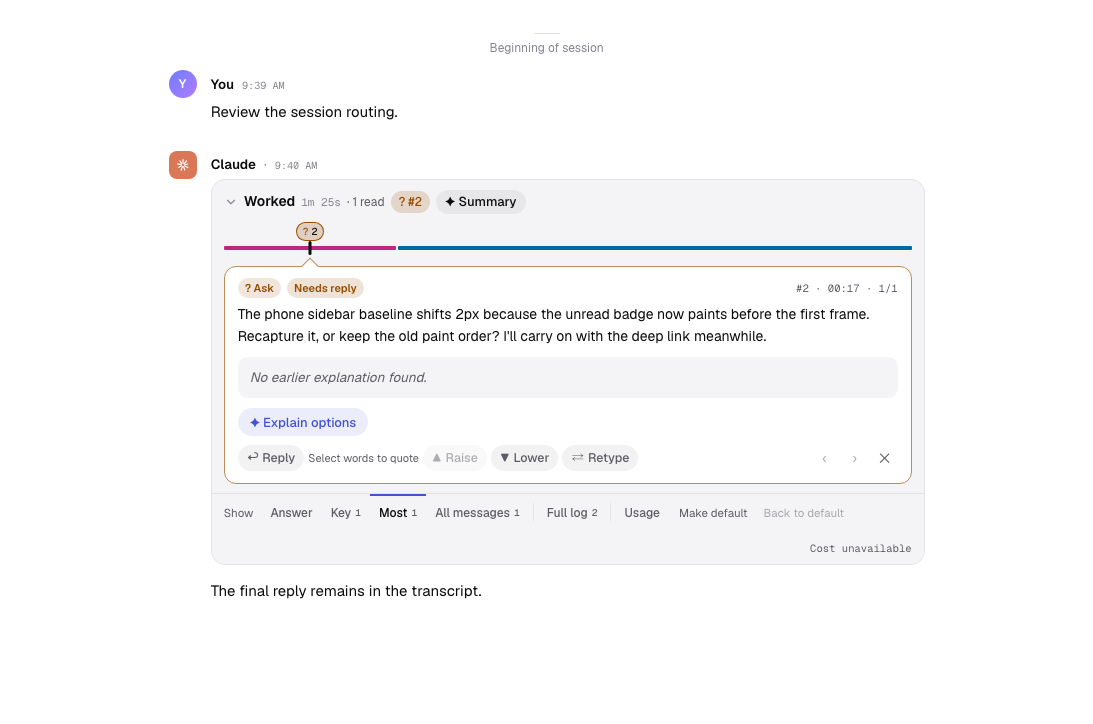 Beginning of session
Y You 9:39 AM
Review the session routing.
Claude · 9:40 AM
Worked 1m 25s · 1 read ? #2 ✦ Summary
? 2
? Ask Needs reply #2 · 00:17 · 1/1
The phone sidebar baseline shifts 2px because the unread badge now paints before the first frame.
Recapture it, or keep the old paint order? I'll carry on with the deep link meanwhile.
No earlier explanation found.
✦ Explain options
↩ Reply Select words to quote ▲ Raise ▼ Lower ⇄ Retype ‹ › ✕
Show Answer Key 1 Most 1 All messages 1 Full log 2 Usage Make default Back to default
Cost unavailable
The final reply remains in the transcript.